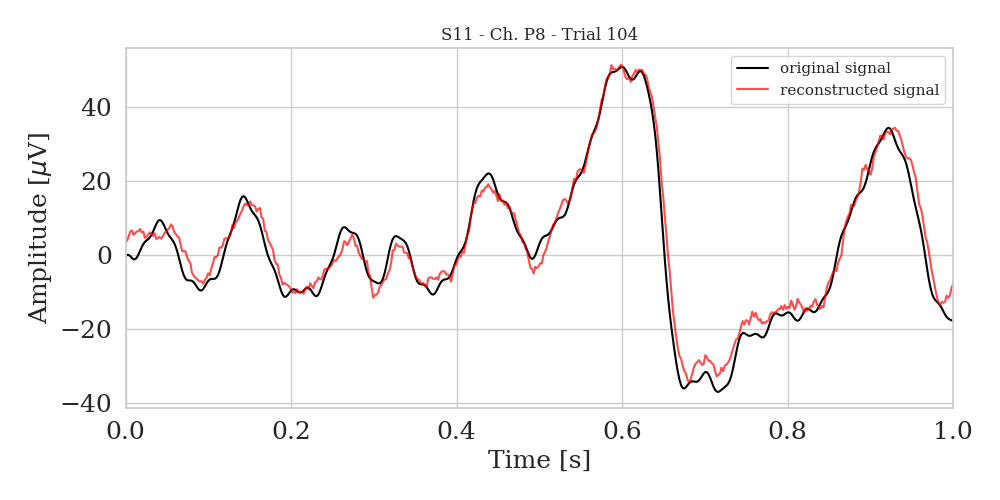 S11 - Ch. P8 - Trial 104
original signal
reconstructed signal
Amplitude [μV]
40
20
0
−20
−40
0.0 0.2 0.4 0.6 0.8 1.0
Time [s]